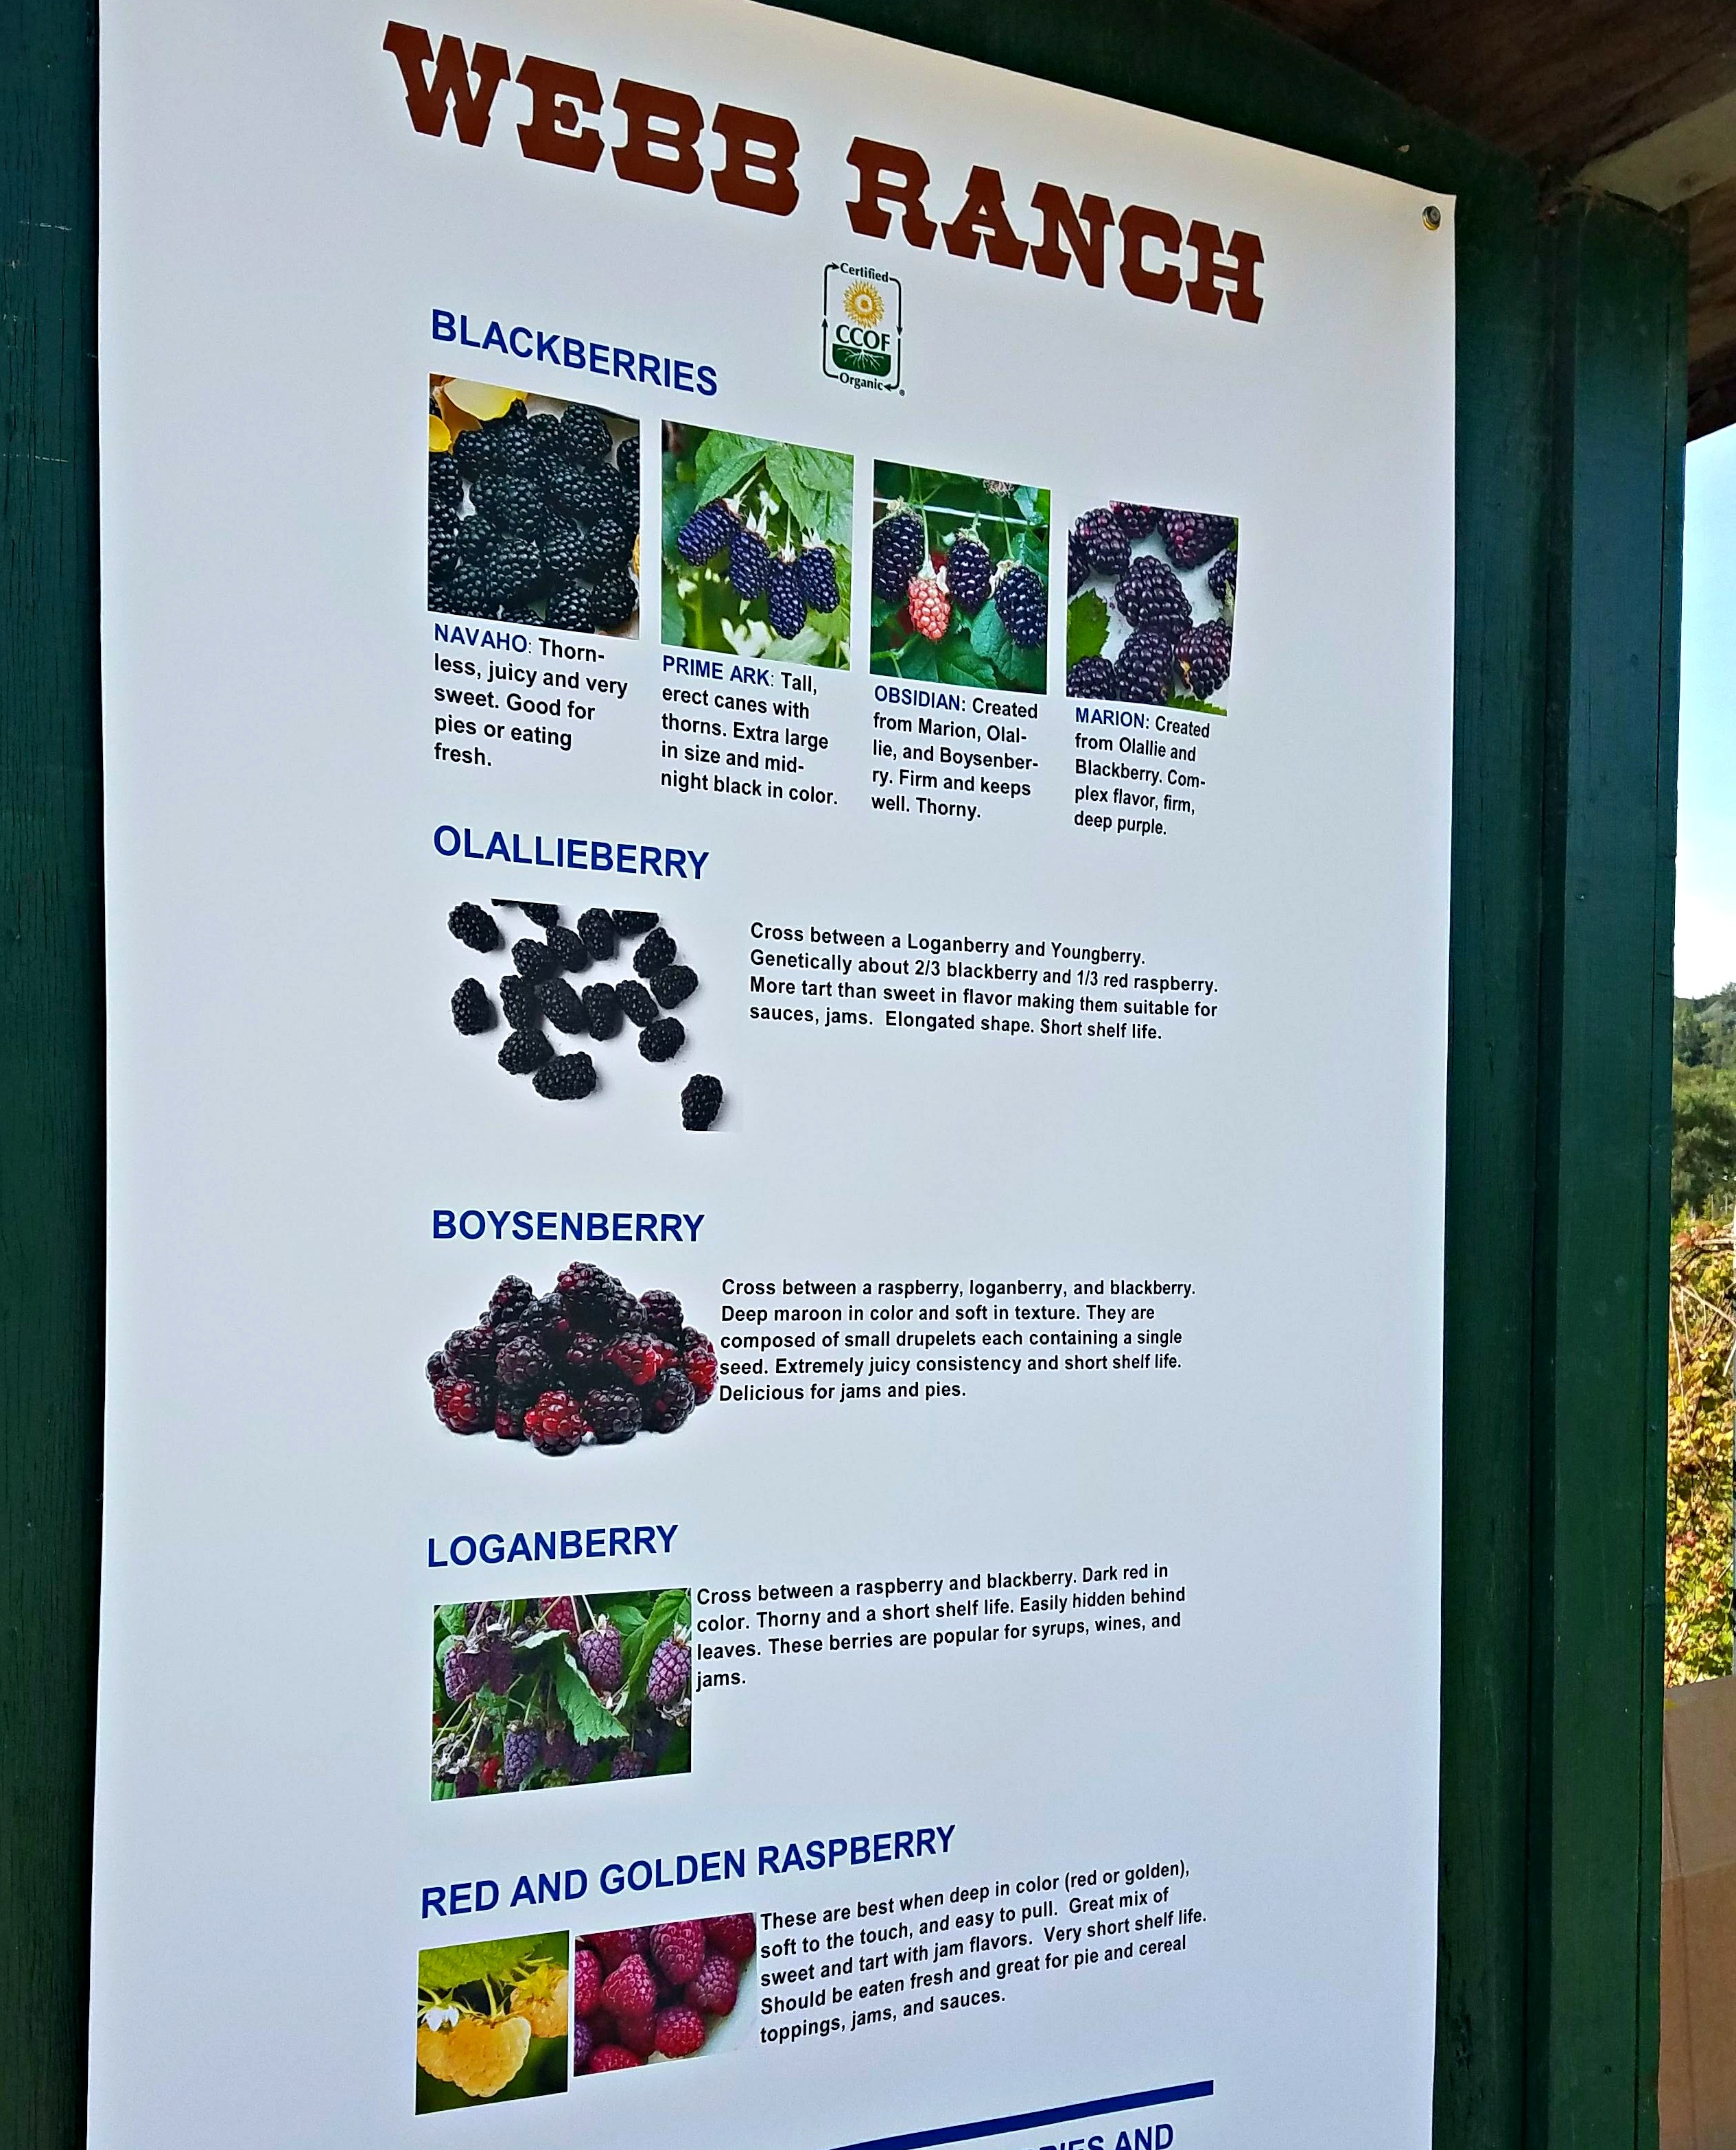 WEBB RANCH
Certified
CCOF
Organic
®
BLACKBERRIES
NAVAHO: Thorn-
less, juicy and very
sweet. Good for
pies or eating
fresh.
PRIME ARK: Tall,
erect canes with
thorns. Extra large
in size and mid-
night black in color.
OBSIDIAN: Created
from Marion, Olal-
lie, and Boysenber-
ry. Firm and keeps
well. Thorny.
MARION: Created
from Olallie and
Blackberry. Com-
plex flavor, firm,
deep purple.
OLALLIEBERRY
Cross between a Loganberry and Youngberry.
Genetically about 2/3 blackberry and 1/3 red raspberry.
More tart than sweet in flavor making them suitable for
sauces, jams.  Elongated shape. Short shelf life.
BOYSENBERRY
Cross between a raspberry, loganberry, and blackberry.
Deep maroon in color and soft in texture. They are
composed of small drupelets each containing a single
seed. Extremely juicy consistency and short shelf life.
Delicious for jams and pies.
LOGANBERRY
Cross between a raspberry and blackberry. Dark red in
color. Thorny and a short shelf life. Easily hidden behind
leaves. These berries are popular for syrups, wines, and
jams.
RED AND GOLDEN RASPBERRY
These are best when deep in color (red or golden),
soft to the touch, and easy to pull.  Great mix of
sweet and tart with jam flavors.  Very short shelf life.
Should be eaten fresh and great for pie and cereal
toppings, jams, and sauces.
AND